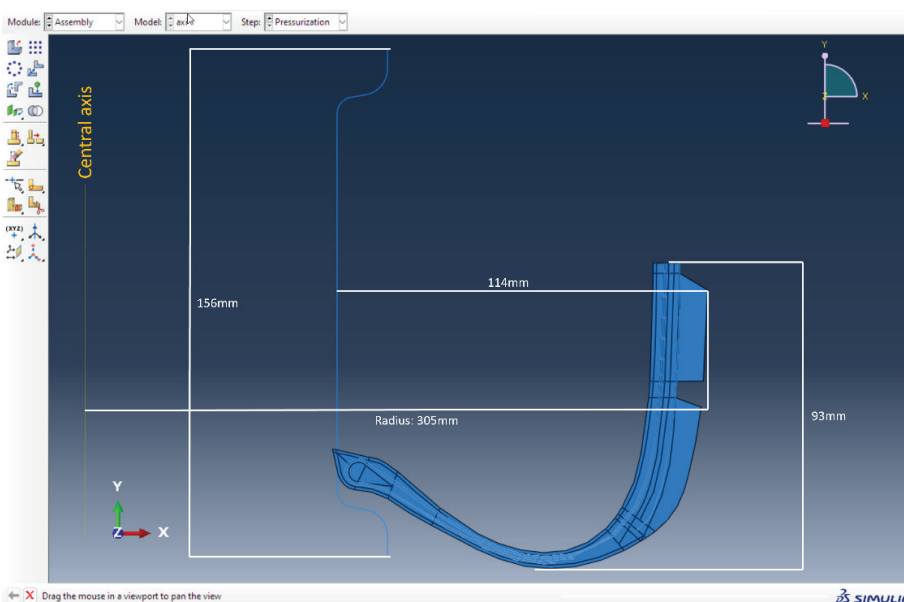 Module: Assembly Model: axi Step: Pressurization
Y
X
Z
Central axis
114mm
156mm
Radius: 305mm
93mm
Y
Z X
(XYZ)
Drag the mouse in a viewport to pan the view
SIMULIA